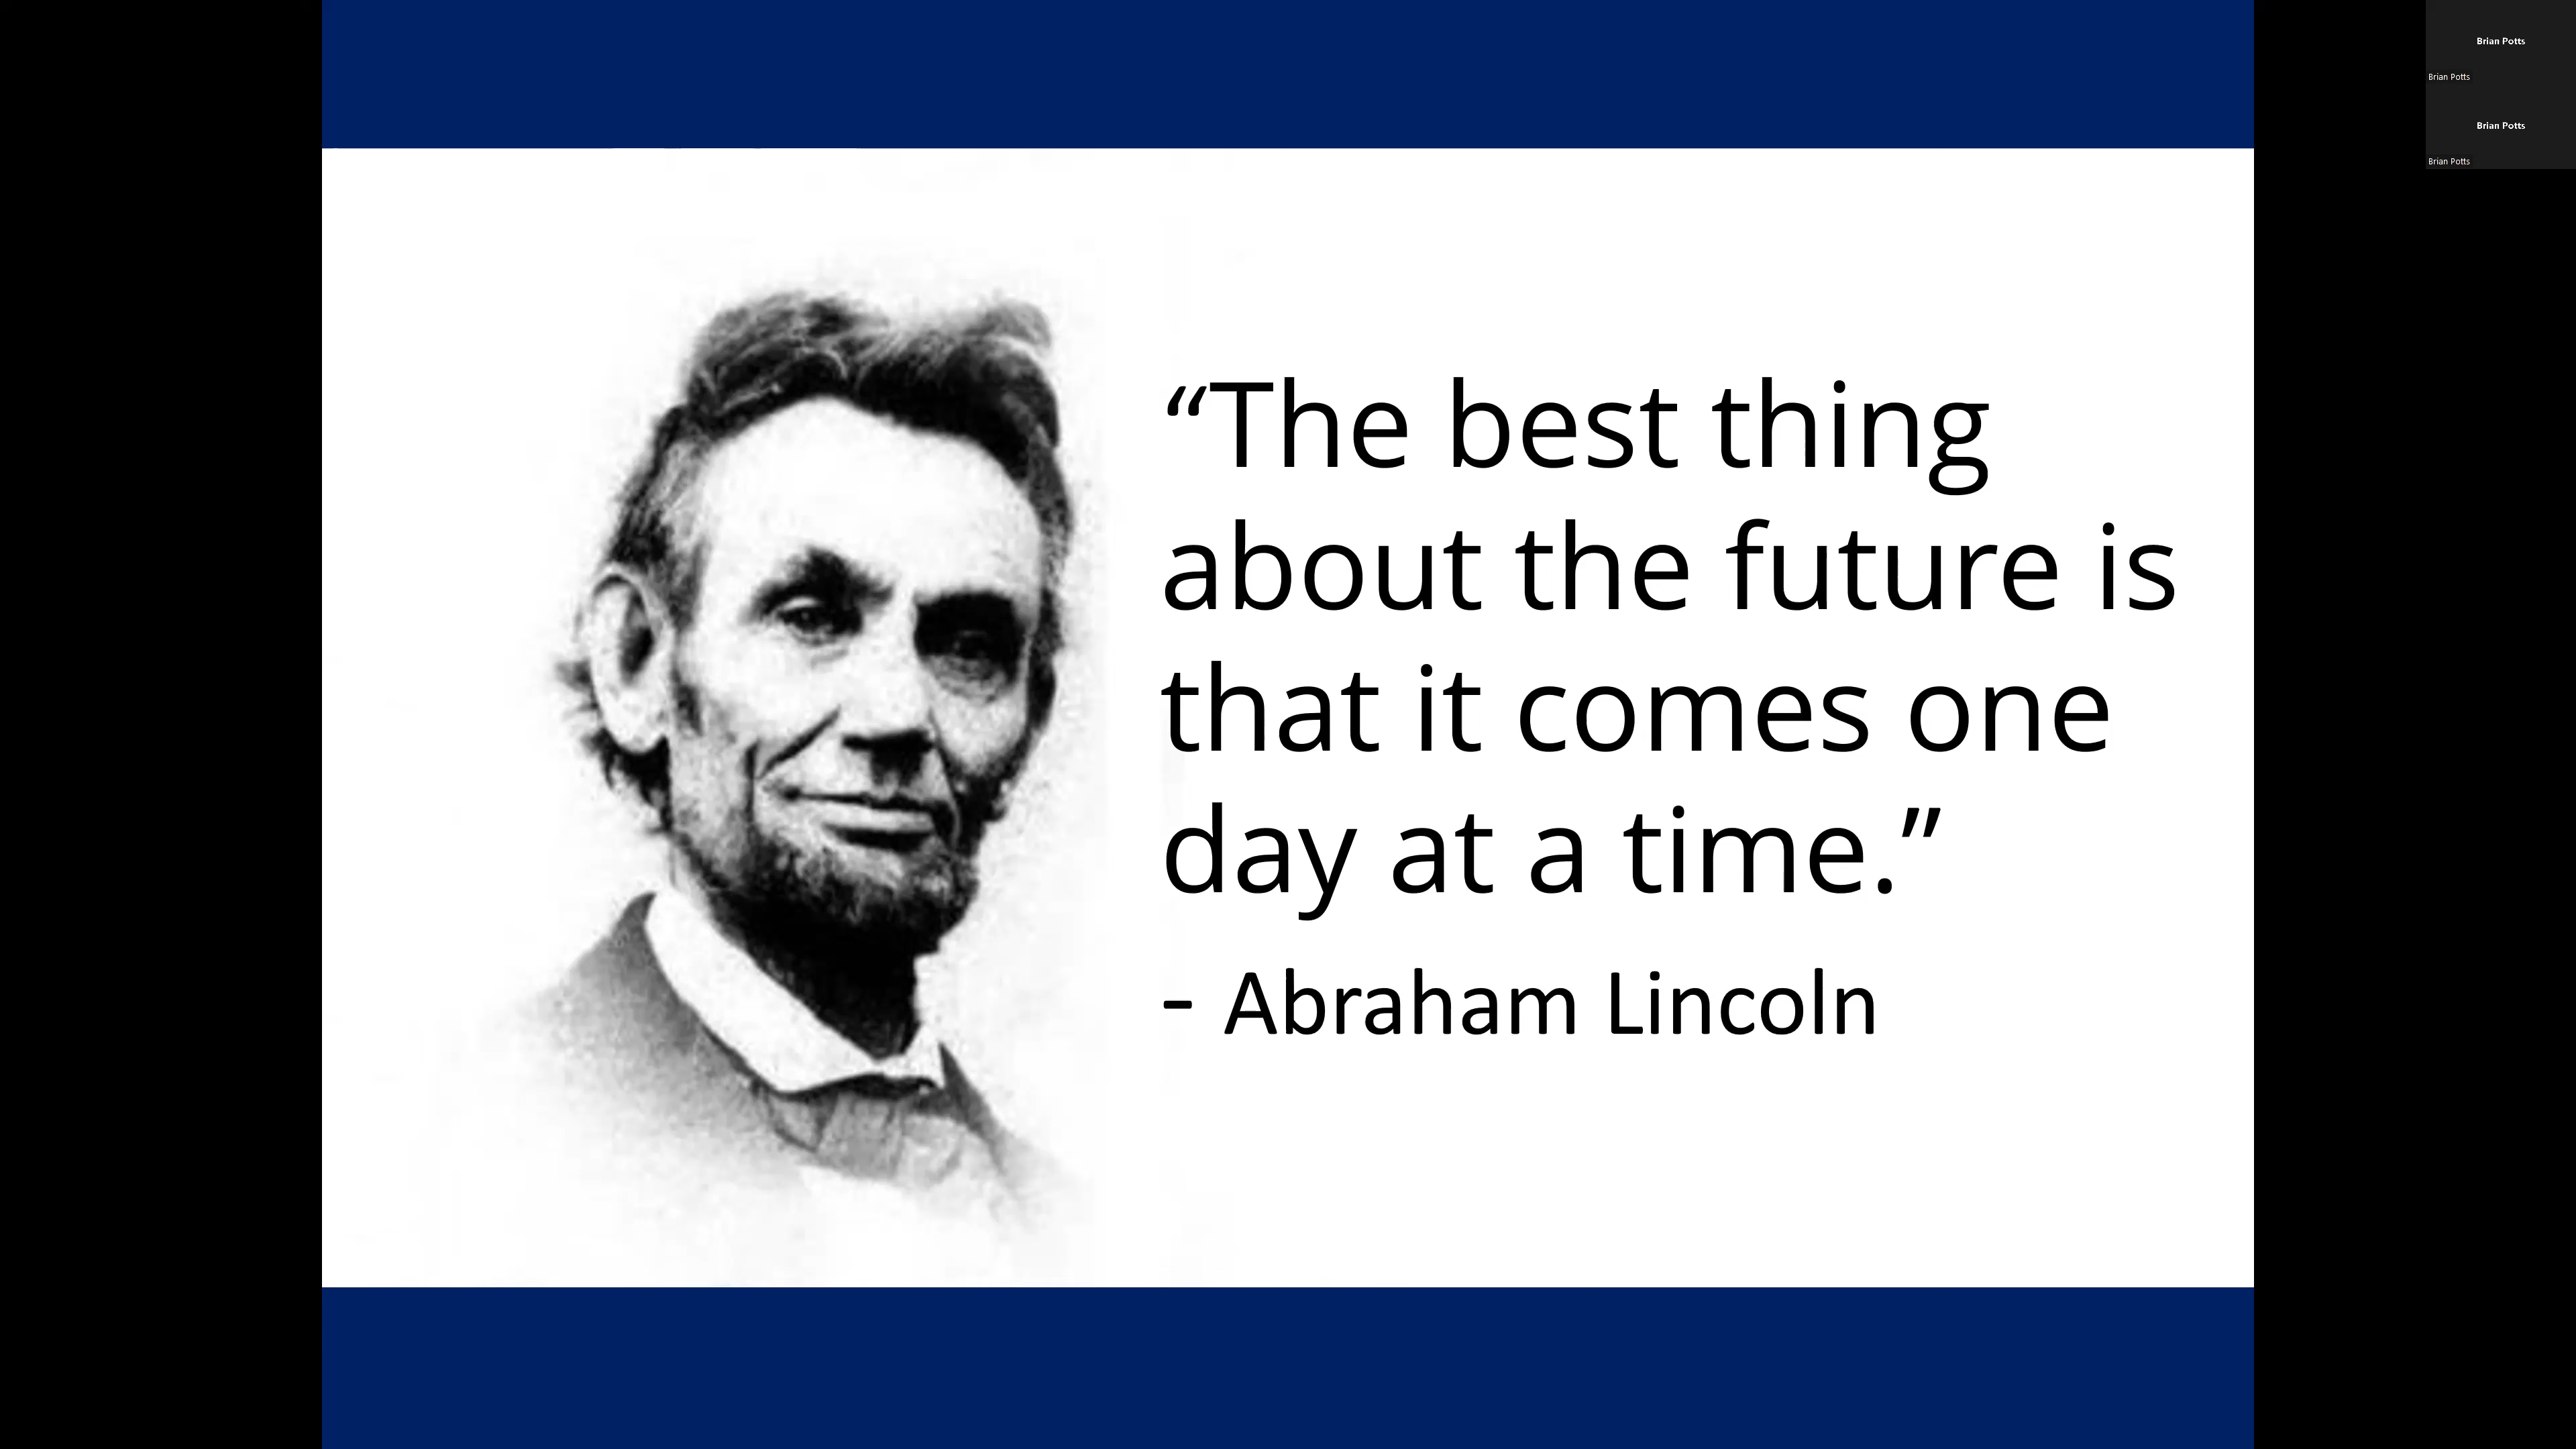 Brian Potts
Brian Potts
Brian Potts
Brian Potts
“The best thing
about the future is
that it comes one
day at a time.”
- Abraham Lincoln